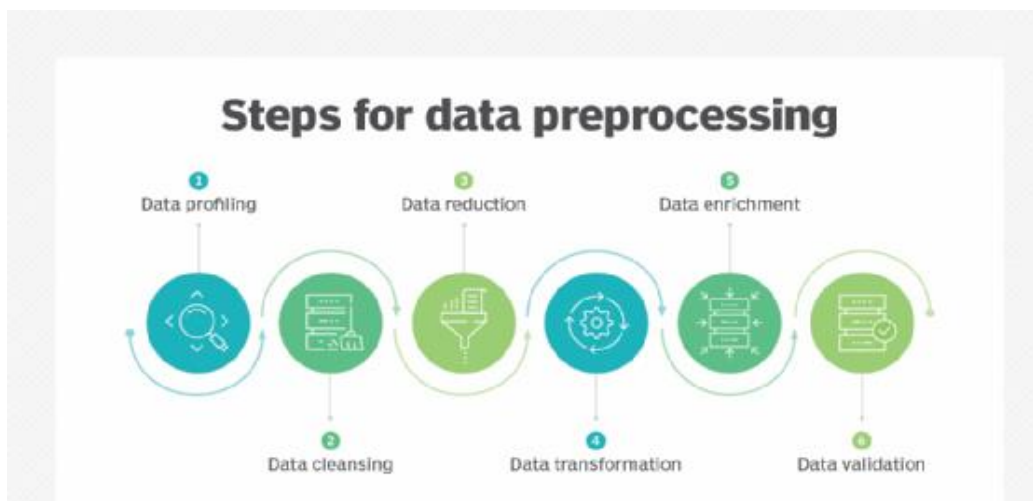 Steps for data preprocessing
1
Data profiling
2
Data cleansing
3
Data reduction
4
Data transformation
5
Data enrichment
6
Data validation